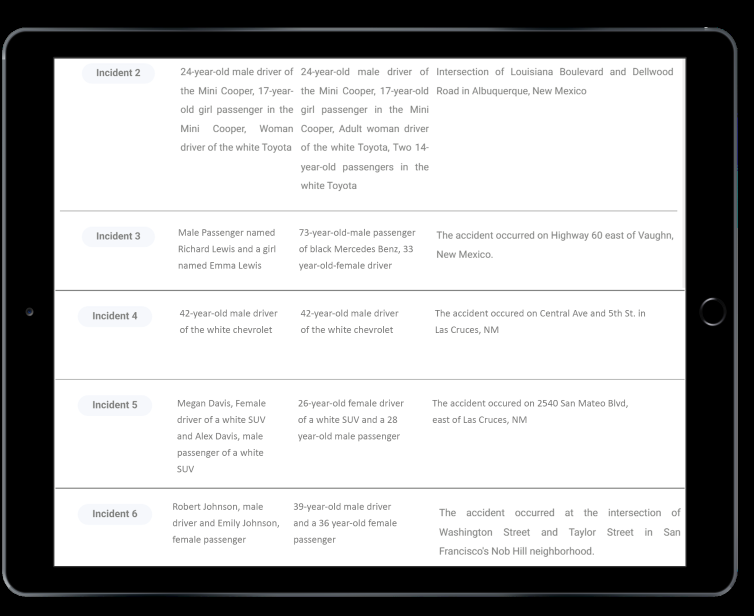 Incident 2
24-year-old male driver of
the Mini Cooper, 17-year-
old girl passenger in the
Mini Cooper, Woman
driver of the white Toyota
24-year-old male driver of
the Mini Cooper, 17-year-old
girl passenger in the Mini
Cooper, Adult woman driver
of the white Toyota, Two 14-
year-old passengers in the
white Toyota
Intersection of Louisiana Boulevard and Dellwood
Road in Albuquerque, New Mexico
Incident 3
Male Passenger named
Richard Lewis and a girl
named Emma Lewis
73-year-old-male passenger
of black Mercedes Benz, 33
year-old-female driver
The accident occurred on Highway 60 east of Vaughn,
New Mexico.
Incident 4
42-year-old male driver
of the white chevrolet
42-year-old male driver
of the white chevrolet
The accident occured on Central Ave and 5th St. in
Las Cruces, NM
Incident 5
Megan Davis, Female
driver of a white SUV
and Alex Davis, male
passenger of a white
SUV
26-year-old female driver
of a white SUV and a 28
year-old male passenger
The accident occured on 2540 San Mateo Blvd,
east of Las Cruces, NM
Incident 6
Robert Johnson, male
driver and Emily Johnson,
female passenger
39-year-old male driver
and a 36 year-old female
passenger
The accident occurred at the intersection of
Washington Street and Taylor Street in San
Francisco's Nob Hill neighborhood.